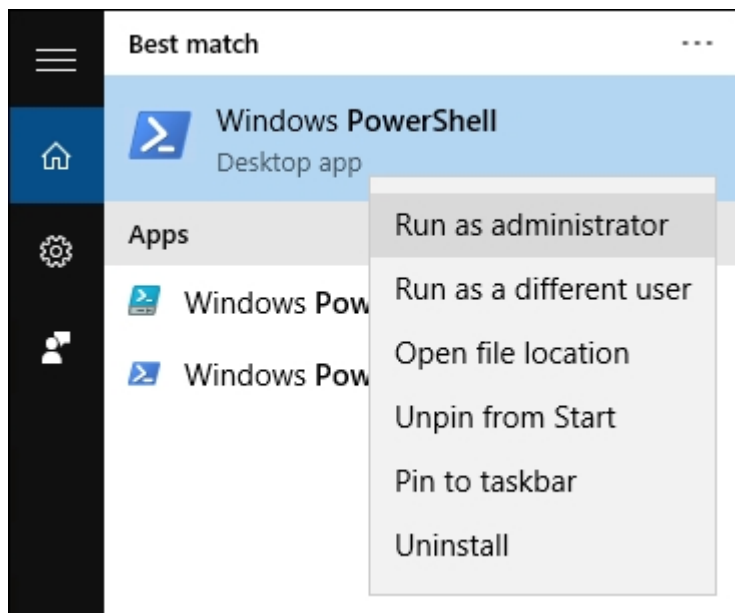 Best match
Windows PowerShell
Desktop app
Apps
Windows Pow
Windows Pow
Run as administrator
Run as a different user
Open file location
Unpin from Start
Pin to taskbar
Uninstall